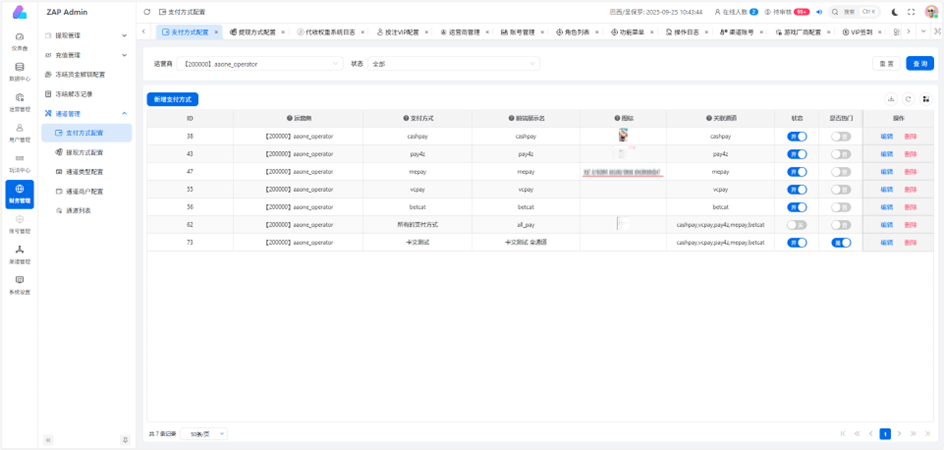 ZAP Admin
支付方式配置
巴西/圣保罗: 2025-09-25 10:43:44
在线人数 2
待审核 99+
搜索 Ctrl K
支付方式配置 × 提现方式配置 × 代收权重系统日志 × 投注VIP配置 × 运营商管理 × 账号管理 × 角色列表 × 功能菜单 × 操作日志 × 渠道账号 × 游戏厂商配置 × VIP签到 ×
仪表盘
数据中心
运营管理
用户管理
玩法中心
财务管理
账号管理
渠道管理
系统设置
提现管理
充值管理
冻结资金解锁配置
冻结解冻记录
通道管理
支付方式配置
提现方式配置
通道类型配置
通道商户配置
通道列表
运营商 【200000】aaone_operator 状态 全部 重 置 查 询
新增支付方式
ID 运营商 支付方式 前端展示名 图标 关联通道 状态 是否热门 操作
38 【200000】aaone_operator cashpay cashpay cashpay 开 否 编辑 删除
43 【200000】aaone_operator pay4z pay4z pay4z 开 否 编辑 删除
47 【200000】aaone_operator mepay mepay mepay 开 否 编辑 删除
55 【200000】aaone_operator vcpay vcpay vcpay 开 否 编辑 删除
56 【200000】aaone_operator betcat betcat betcat 开 否 编辑 删除
62 【200000】aaone_operator 所有的支付方式 all_pay cashpay,vcpay,pay4z,mepay,betcat 关 否 编辑 删除
73 【200000】aaone_operator 卡文测试 卡文测试 全通道 cashpay,vcpay,pay4z,mepay,betcat 开 是 编辑 删除
共 7 条记录 50条/页 1